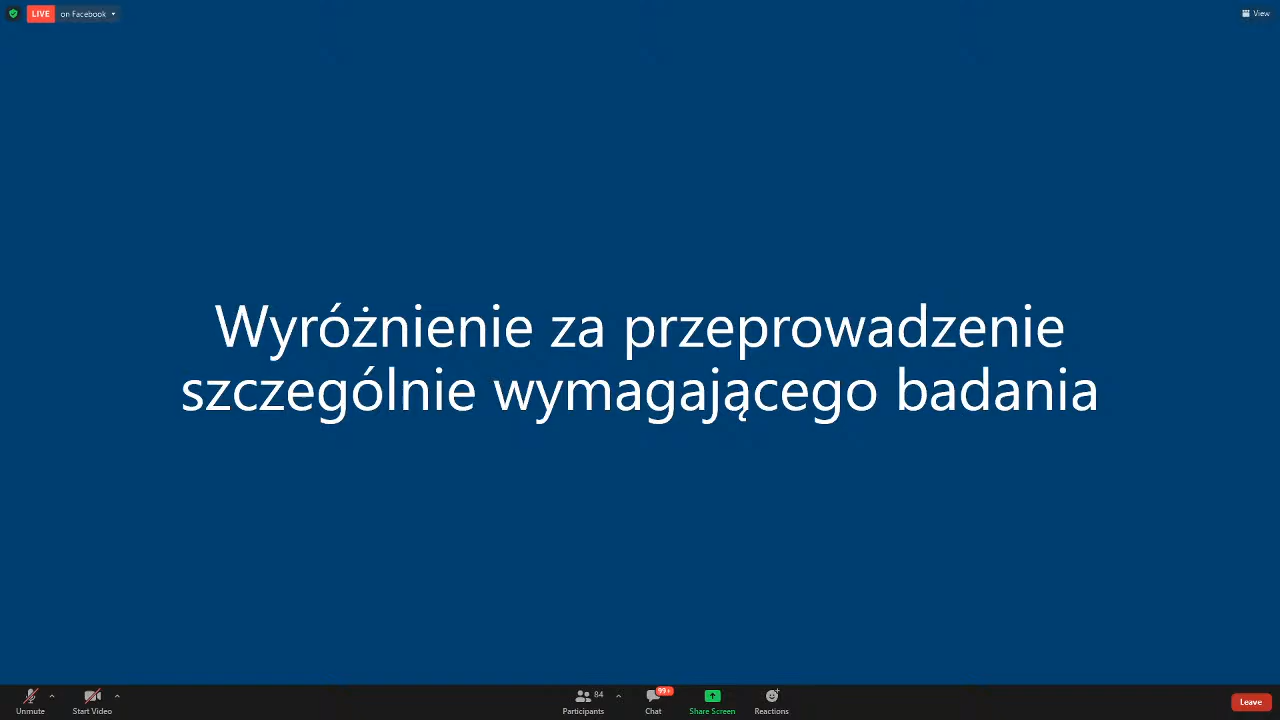 LIVE on Facebook
View
Wyróżnienie za przeprowadzenie
szczególnie wymagającego badania
Unmute
Start Video
84
Participants
99+
Chat
Share Screen
Reactions
Leave